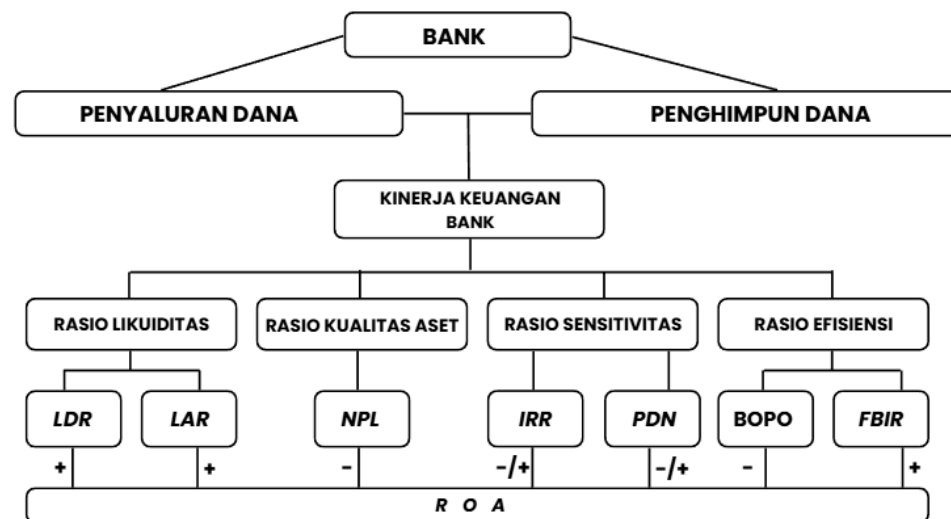 BANK
PENYALURAN DANA
PENGHIMPUN DANA
KINERJA KEUANGAN
BANK
RASIO LIKUIDITAS
RASIO KUALITAS ASET
RASIO SENSITIVITAS
RASIO EFISIENSI
LDR
LAR
NPL
IRR
PDN
BOPO
FBIR
+
+
-
-/+
-/+
-
+
R O A